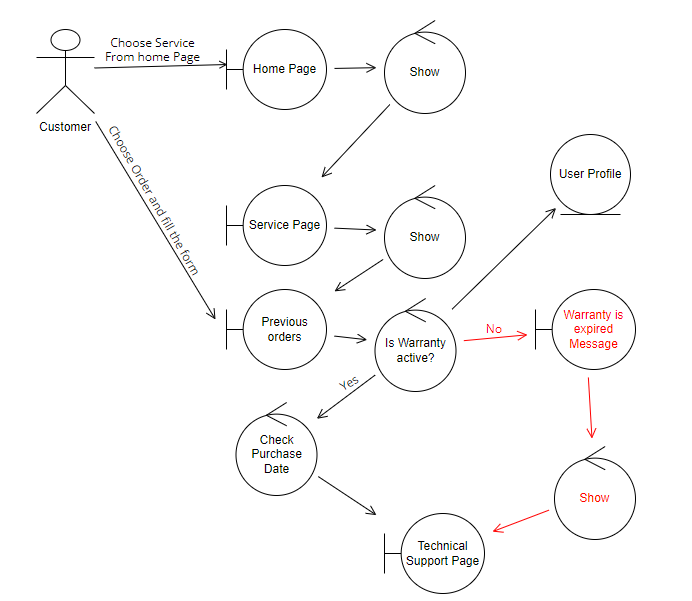 Choose Service
From home Page
Home Page
Show
Customer
Choose Order and fill the form
User Profile
Service Page
Show
Previous
orders
Is Warranty
active?
No
Warranty is
expired
Message
Yes
Check
Purchase
Date
Show
Technical
Support Page